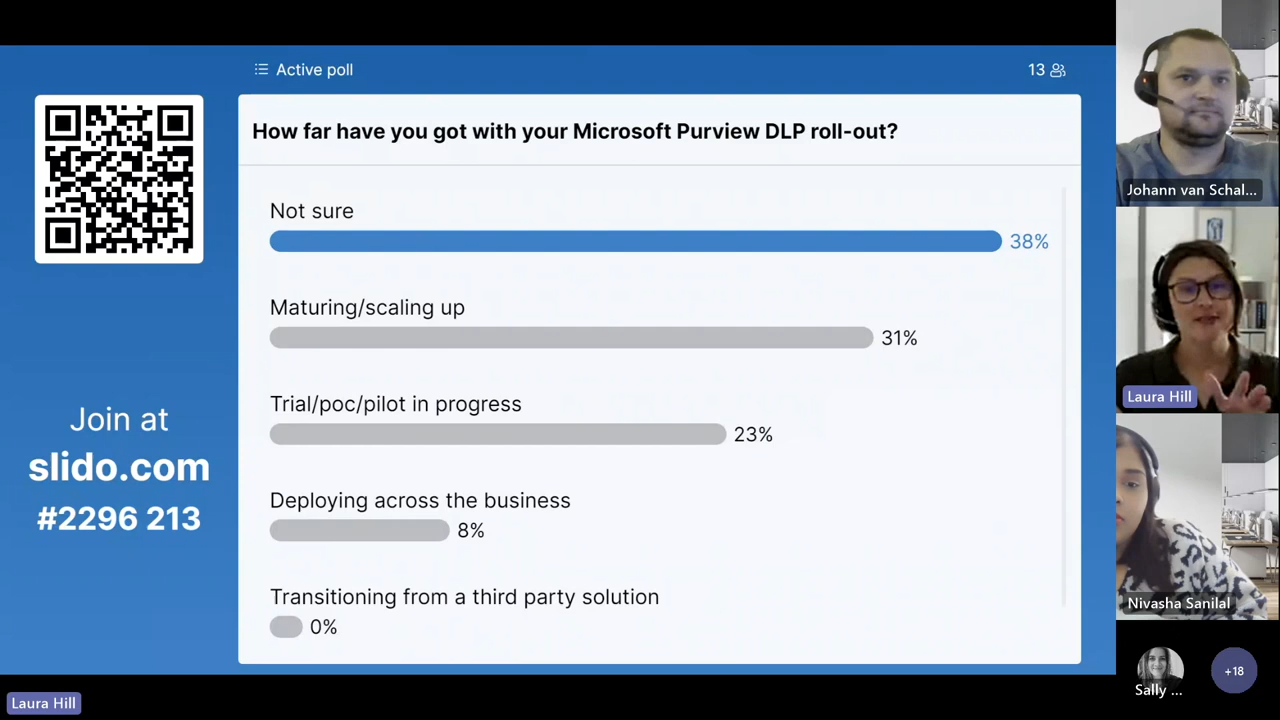 Active poll
13
How far have you got with your Microsoft Purview DLP roll-out?
Not sure
38%
Maturing/scaling up
31%
Trial/poc/pilot in progress
23%
Deploying across the business
8%
Transitioning from a third party solution
0%
Join at
slido.com
#2296 213
Johann van Schal...
Laura Hill
Nivasha Sanilal
Sally ...
+18
Laura Hill